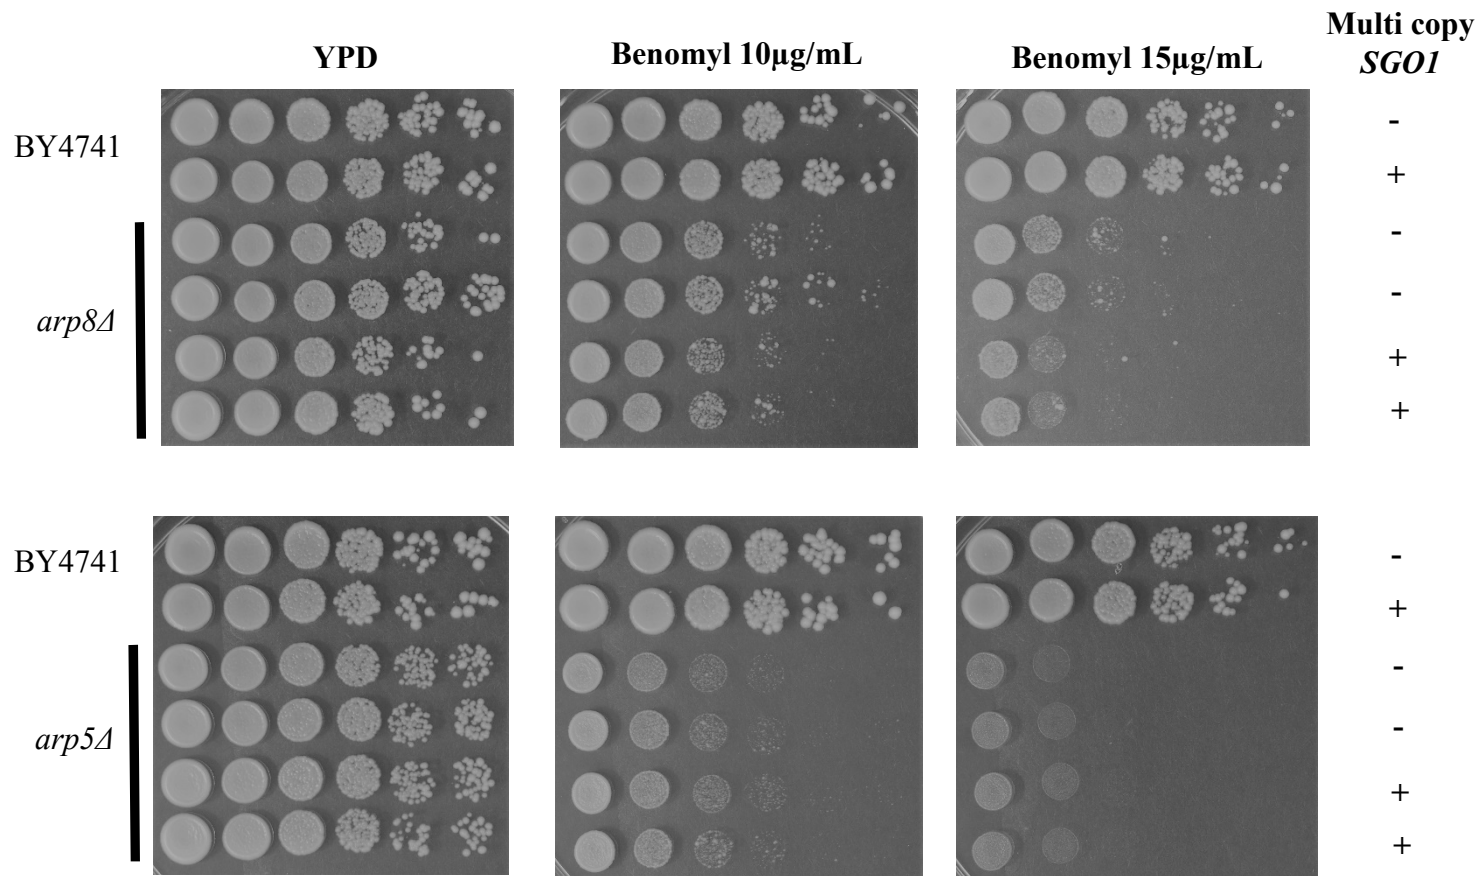 Multi copy
SGO1
YPD
Benomyl 10µg/mL
Benomyl 15µg/mL
BY4741
-
+
arp8Δ
-
-
+
+
BY4741
-
+
arp5Δ
-
-
+
+